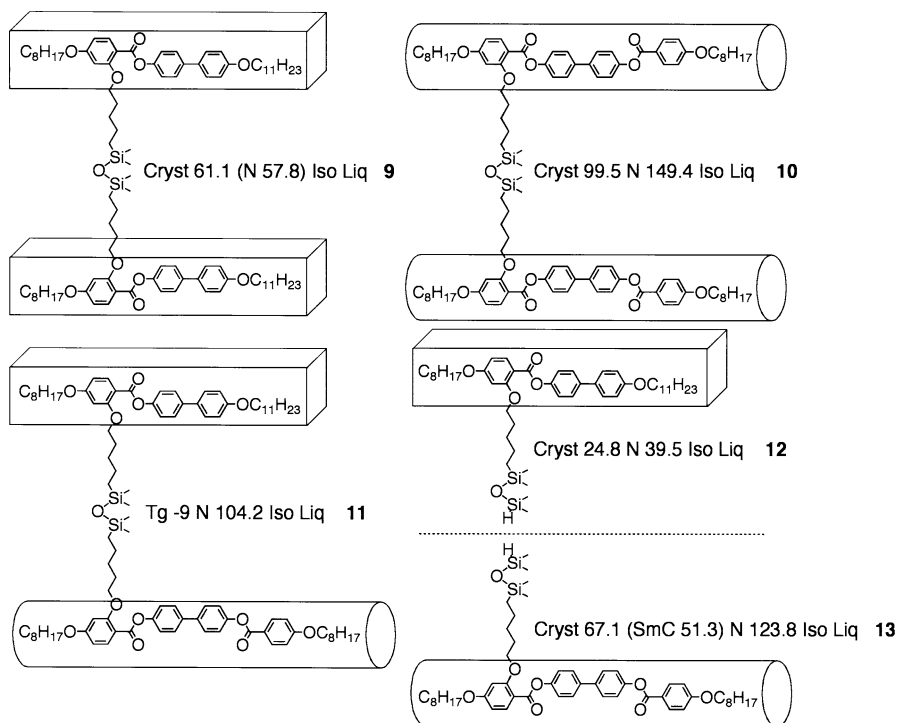 C8H17O O O OC11H23
O
Si
O Si
Cryst 61.1 (N 57.8) Iso Liq 9
O
C8H17O O O OC11H23
C8H17O O O O O OC8H17
O
Si
O Si
Cryst 99.5 N 149.4 Iso Liq 10
O
C8H17O O O O O OC8H17
C8H17O O O OC11H23
O
Si
O Si
Tg -9 N 104.2 Iso Liq 11
O
C8H17O O O O O OC8H17
C8H17O O O OC11H23
O
Cryst 24.8 N 39.5 Iso Liq 12
Si
O Si
H
H
Si
O Si
Cryst 67.1 (SmC 51.3) N 123.8 Iso Liq 13
O
C8H17O O O O O OC8H17